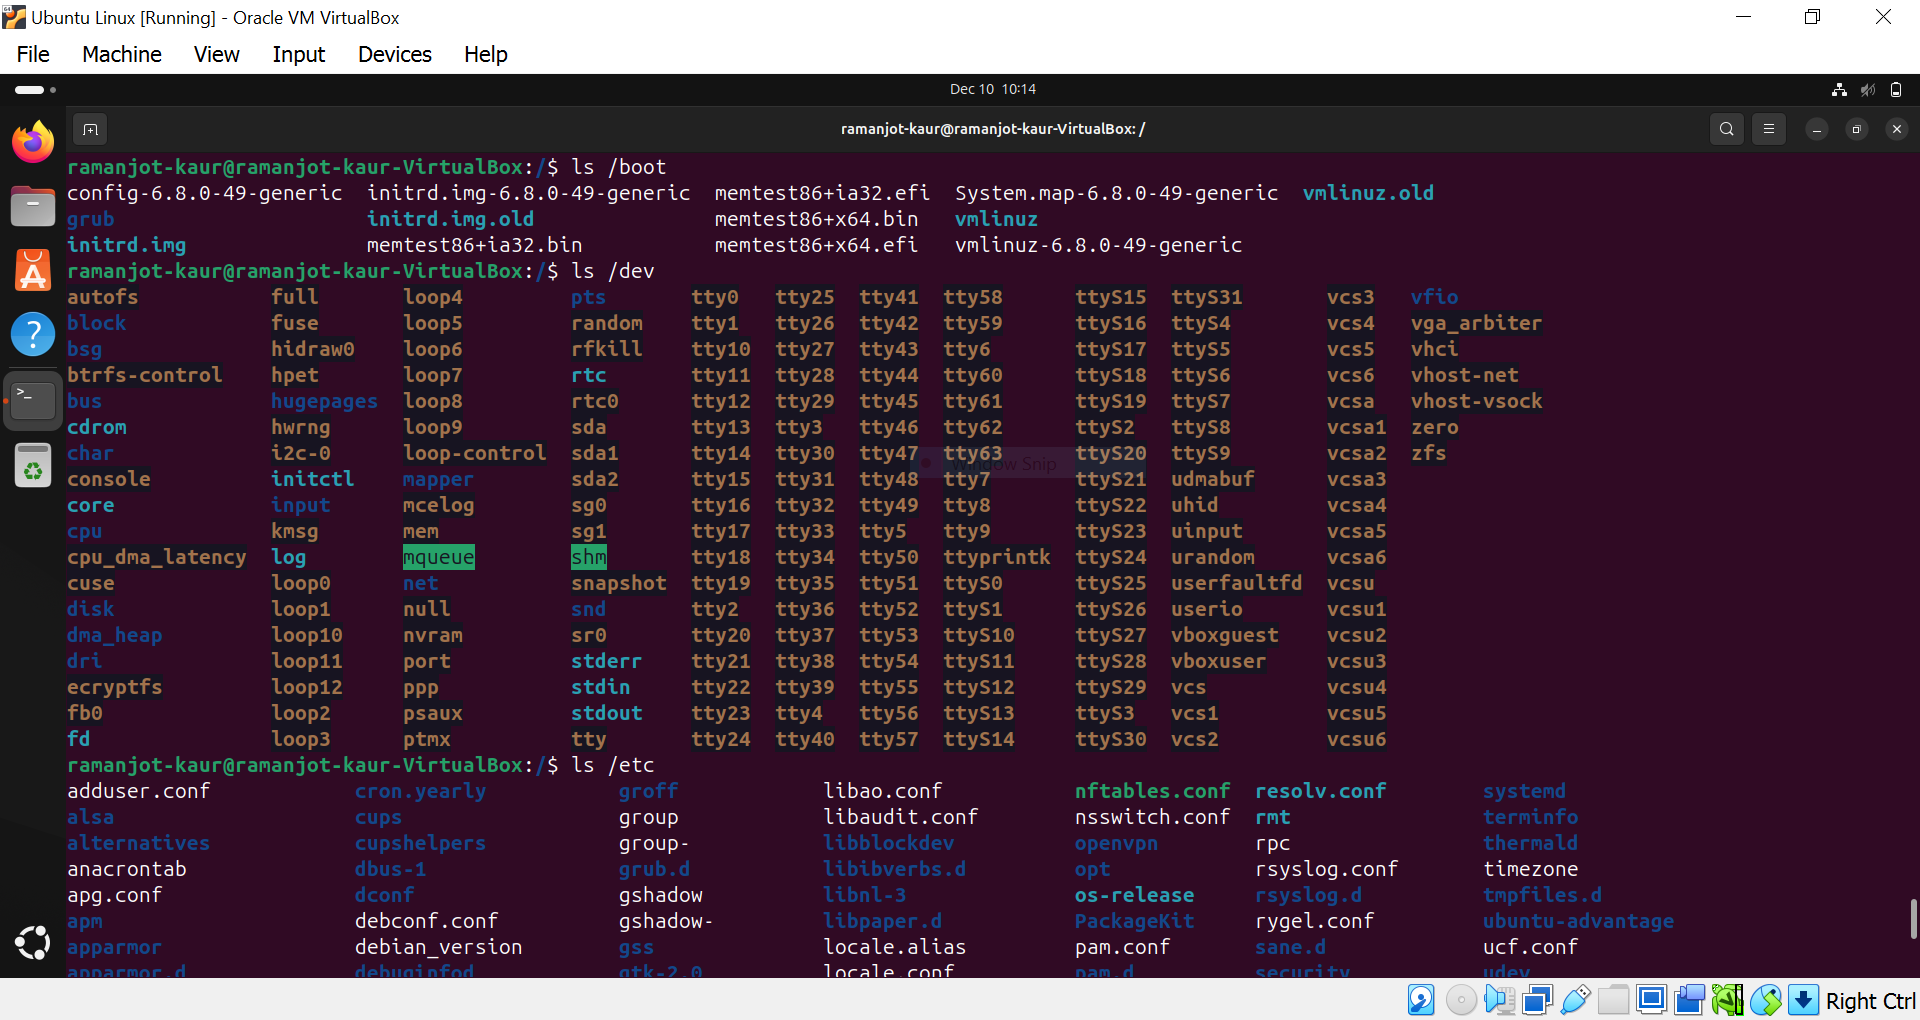 Ubuntu Linux [Running] - Oracle VM VirtualBox
File Machine View Input Devices Help
Dec 10 10:14
ramanjot-kaur@ramanjot-kaur-VirtualBox: /
ramanjot-kaur@ramanjot-kaur-VirtualBox:/$ ls /boot
config-6.8.0-49-generic initrd.img-6.8.0-49-generic memtest86+ia32.efi System.map-6.8.0-49-generic vmlinuz.old
grub initrd.img.old memtest86+x64.bin vmlinuz
initrd.img memtest86+ia32.bin memtest86+x64.efi vmlinuz-6.8.0-49-generic
ramanjot-kaur@ramanjot-kaur-VirtualBox:/$ ls /dev
autofs full loop4 pts tty0 tty25 tty41 tty58 ttyS15 ttyS31 vcs3 vfio
block fuse loop5 random tty1 tty26 tty42 tty59 ttyS16 ttyS4 vcs4 vga_arbiter
bsg hidraw0 loop6 rfkill tty10 tty27 tty43 tty6 ttyS17 ttyS5 vcs5 vhci
btrfs-control hpet loop7 rtc tty11 tty28 tty44 tty60 ttyS18 ttyS6 vcs6 vhost-net
bus hugepages loop8 rtc0 tty12 tty29 tty45 tty61 ttyS19 ttyS7 vcsa vhost-vsock
cdrom hwrng loop9 sda tty13 tty3 tty46 tty62 ttyS2 ttyS8 vcsa1 zero
char i2c-0 loop-control sda1 tty14 tty30 tty47 tty63 ttyS20 ttyS9 vcsa2 zfs
Window Snip
console initctl mapper sda2 tty15 tty31 tty48 tty7 ttyS21 udmabuf vcsa3
core input mcelog sg0 tty16 tty32 tty49 tty8 ttyS22 uhid vcsa4
cpu kmsg mem sg1 tty17 tty33 tty5 tty9 ttyS23 uinput vcsa5
cpu_dma_latency log mqueue shm tty18 tty34 tty50 ttyprintk ttyS24 urandom vcsa6
cuse loop0 net snapshot tty19 tty35 tty51 ttyS0 ttyS25 userfaultfd vcsu
disk loop1 null snd tty2 tty36 tty52 ttyS1 ttyS26 userio vcsu1
dma_heap loop10 nvram sr0 tty20 tty37 tty53 ttyS10 ttyS27 vboxguest vcsu2
dri loop11 port stderr tty21 tty38 tty54 ttyS11 ttyS28 vboxuser vcsu3
ecryptfs loop12 ppp stdin tty22 tty39 tty55 ttyS12 ttyS29 vcs vcsu4
fb0 loop2 psaux stdout tty23 tty4 tty56 ttyS13 ttyS3 vcs1 vcsu5
fd loop3 ptmx tty tty24 tty40 tty57 ttyS14 ttyS30 vcs2 vcsu6
ramanjot-kaur@ramanjot-kaur-VirtualBox:/$ ls /etc
adduser.conf cron.yearly groff libao.conf nftables.conf resolv.conf systemd
alsa cups group libaudit.conf nsswitch.conf rmt terminfo
alternatives cupshelpers group- libblockdev openvpn rpc thermald
anacrontab dbus-1 grub.d libibverbs.d opt rsyslog.conf timezone
apg.conf dconf gshadow libnl-3 os-release rsyslog.d tmpfiles.d
apm debconf.conf gshadow- libpaper.d PackageKit rygel.conf ubuntu-advantage
apparmor debian_version gss locale.alias pam.conf sane.d ucf.conf
apparmor.d debuginfod gtk-2.0 locale.conf pam.d security udev
Right Ctrl